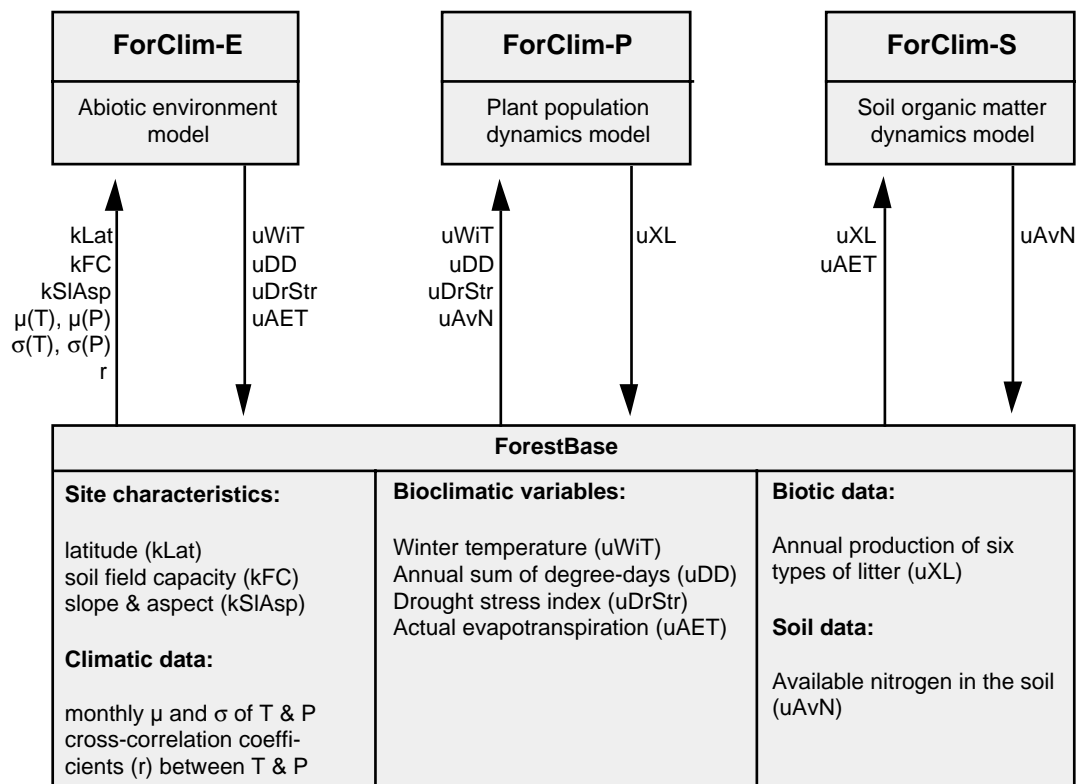 ForClim-E
Abiotic environment
model
ForClim-P
Plant population
dynamics model
ForClim-S
Soil organic matter
dynamics model
kLat
kFC
kSlAsp
µ(T), µ(P)
σ(T), σ(P)
r
uWiT
uDD
uDrStr
uAET
uWiT
uDD
uDrStr
uAvN
uXL
uXL
uAET
uAvN
ForestBase
Site characteristics:
latitude (kLat)
soil field capacity (kFC)
slope & aspect (kSlAsp)
Climatic data:
monthly µ and σ of T & P
cross-correlation coeffi-
cients (r) between T & P
Bioclimatic variables:
Winter temperature (uWiT)
Annual sum of degree-days (uDD)
Drought stress index (uDrStr)
Actual evapotranspiration (uAET)
Biotic data:
Annual production of six
types of litter (uXL)
Soil data:
Available nitrogen in the soil
(uAvN)